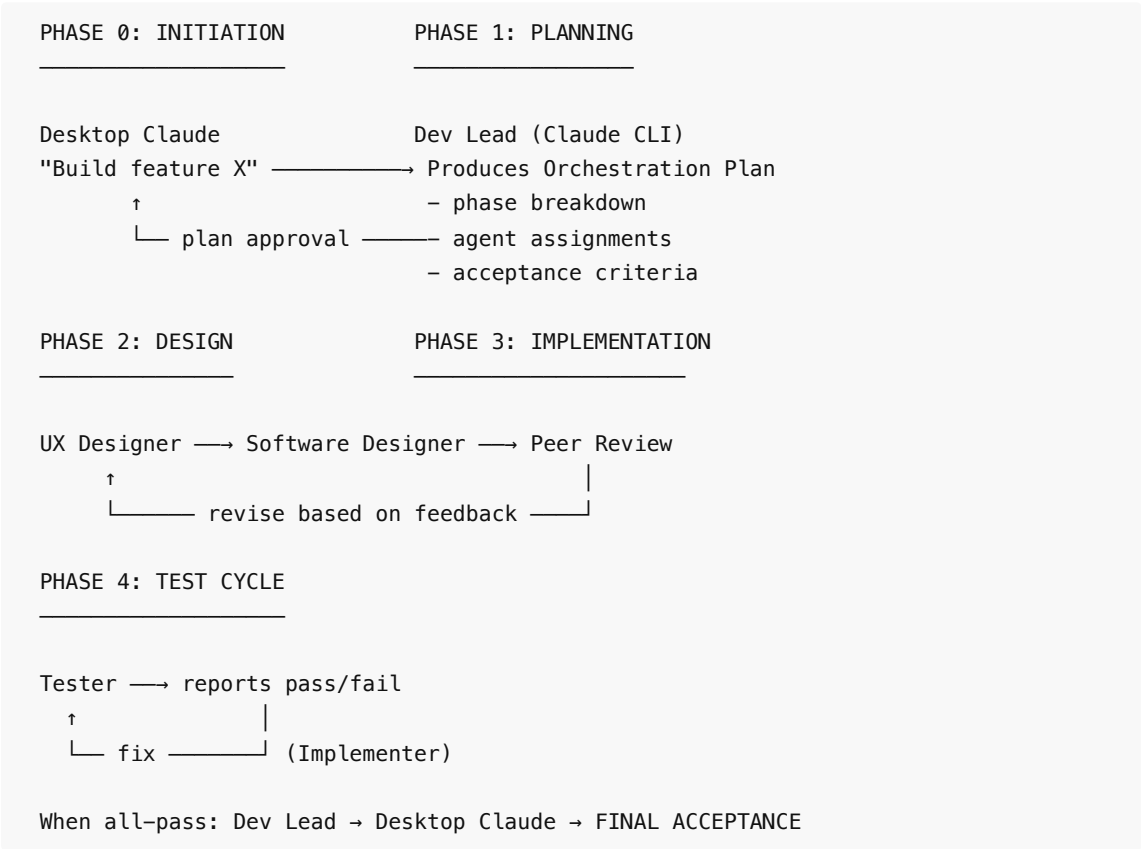 PHASE 0: INITIATION          PHASE 1: PLANNING
───────────────────          ─────────────────
Desktop Claude               Dev Lead (Claude CLI)
"Build feature X" ──────────→ Produces Orchestration Plan
       ↑                      – phase breakdown
       └── plan approval ─────– agent assignments
                              – acceptance criteria
PHASE 2: DESIGN              PHASE 3: IMPLEMENTATION
───────────────              ─────────────────────
UX Designer ──→ Software Designer ──→ Peer Review
     ↑                                    │
     └────── revise based on feedback ────┘
PHASE 4: TEST CYCLE
───────────────────
Tester ──→ reports pass/fail
  ↑              │
  └── fix ───────┘ (Implementer)
When all–pass: Dev Lead → Desktop Claude → FINAL ACCEPTANCE